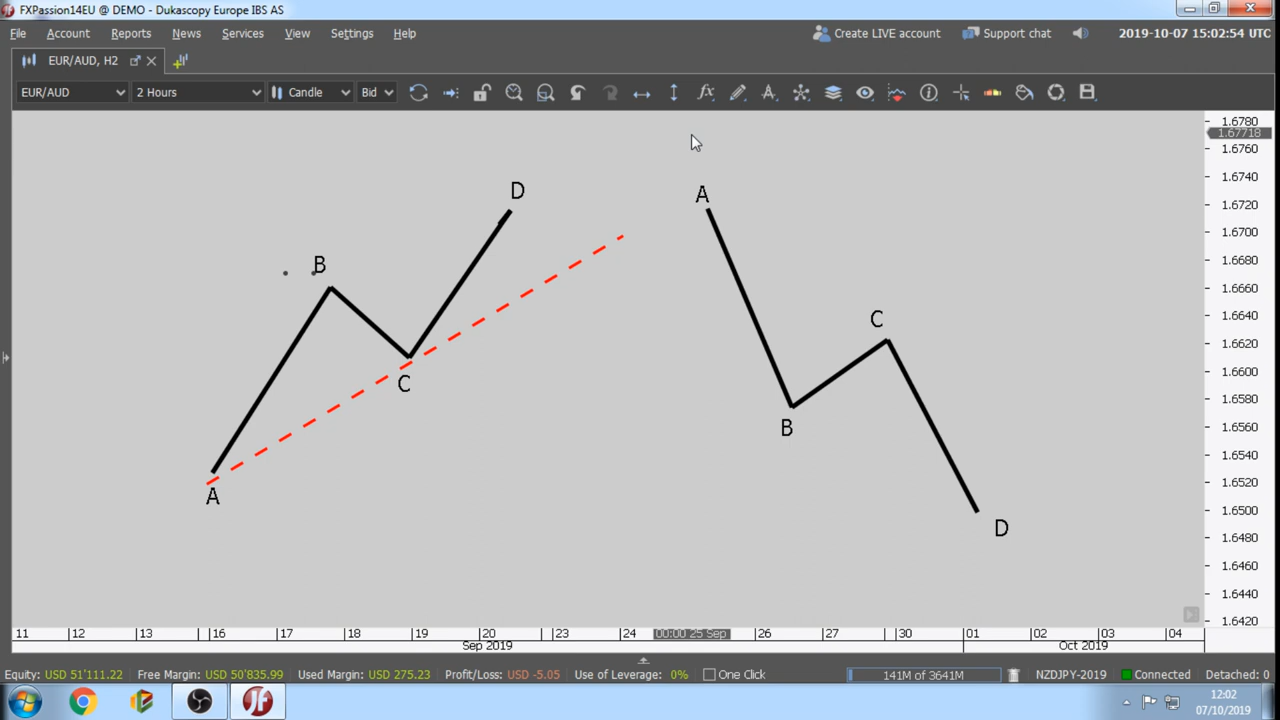 FXPassion14EU @ DEMO - Dukascopy Europe IBS AS
File Account Reports News Services View Settings Help Create LIVE account Support chat 2019-10-07 15:02:54 UTC
EUR/AUD, H2
EUR/AUD 2 Hours Candle Bid
1.6780
1.67718
1.6760
1.6740
1.6720
1.6700
1.6680
1.6660
1.6640
1.6620
1.6600
1.6580
1.6560
1.6540
1.6520
1.6500
1.6480
1.6460
1.6440
1.6420
D
A
B
C
C
B
A
D
11 12 13 16 17 18 19 20 23 24 00:00 25 Sep 26 27 30 01 02 03 04
Sep 2019 Oct 2019
Equity: USD 51'111.22 Free Margin: USD 50'835.99 Used Margin: USD 275.23 Profit/Loss: USD -5.05 Use of Leverage: 0% One Click 141M of 3641M NZDJPY-2019 Connected Detached: 0
12:02
07/10/2019